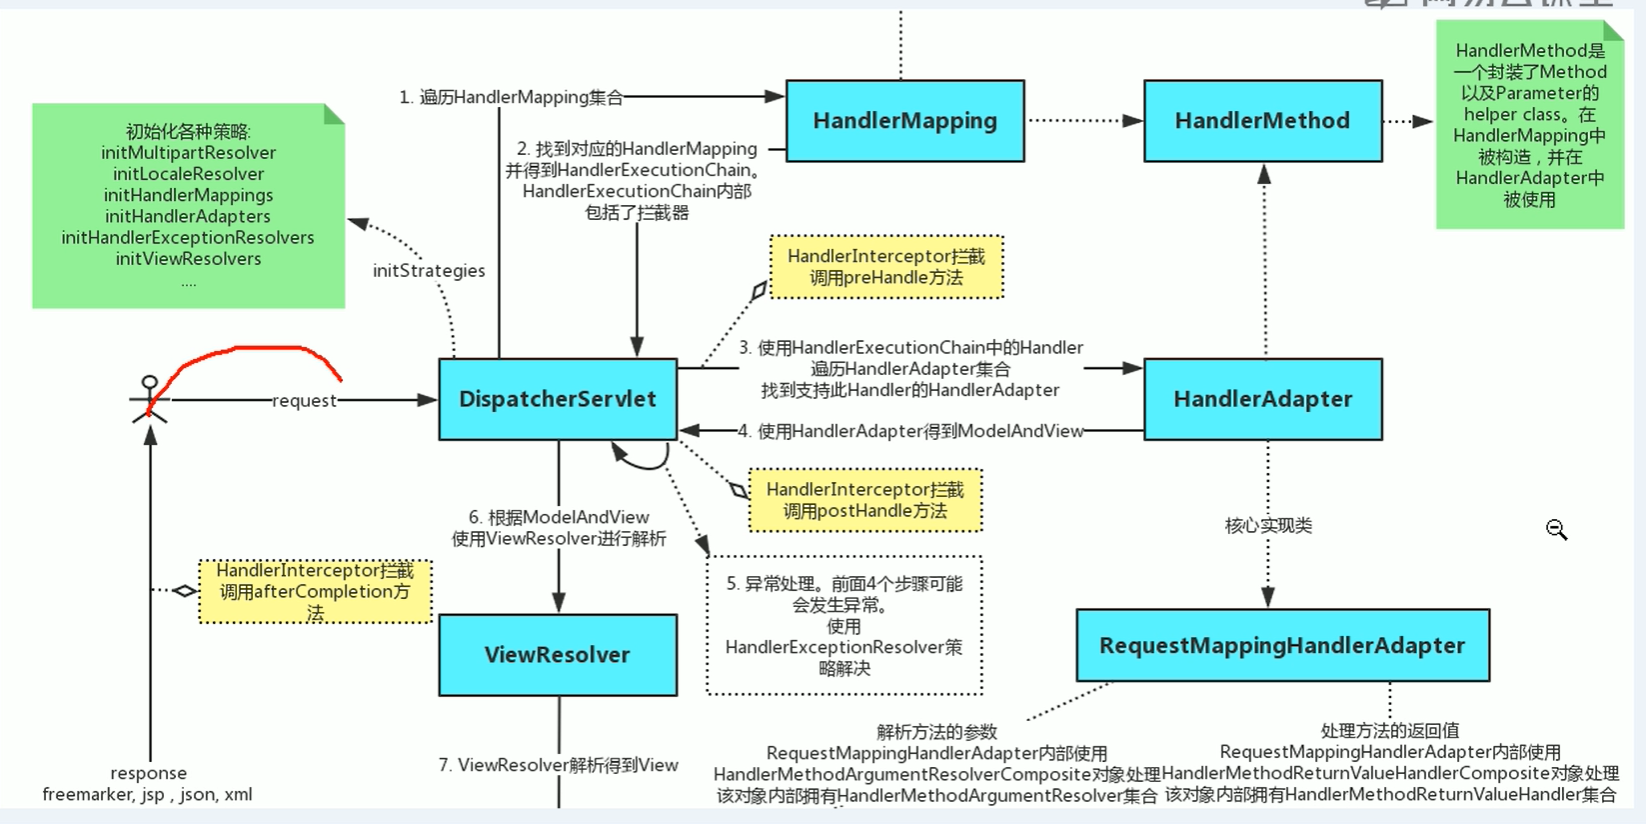 1. 遍历HandlerMapping集合
HandlerMapping
HandlerMethod
HandlerMethod是
一个封装了Method
以及Parameter的
helper class。在
HandlerMapping中
被构造，并在
HandlerAdapter中
被使用
初始化各种策略:
initMultipartResolver
initLocaleResolver
initHandlerMappings
initHandlerAdapters
initHandlerExceptionResolvers
initViewResolvers
....
2. 找到对应的HandlerMapping
并得到HandlerExecutionChain。
HandlerExecutionChain内部
包括了拦截器
initStrategies
HandlerInterceptor拦截
调用preHandle方法
request
DispatcherServlet
3. 使用HandlerExecutionChain中的Handler
遍历HandlerAdapter集合
找到支持此Handler的HandlerAdapter
HandlerAdapter
4. 使用HandlerAdapter得到ModelAndView
HandlerInterceptor拦截
调用postHandle方法
6. 根据ModelAndView
使用ViewResolver进行解析
核心实现类
HandlerInterceptor拦截
调用afterCompletion方
法
5. 异常处理。前面4个步骤可能
会发生异常。
使用
HandlerExceptionResolver策
略解决
ViewResolver
RequestMappingHandlerAdapter
7. ViewResolver解析得到View
解析方法的参数
RequestMappingHandlerAdapter内部使用
HandlerMethodArgumentResolverComposite对象处理
该对象内部拥有HandlerMethodArgumentResolver集合
处理方法的返回值
RequestMappingHandlerAdapter内部使用
HandlerMethodReturnValueHandlerComposite对象处理
该对象内部拥有HandlerMethodReturnValueHandler集合
response
freemarker, jsp , json, xml